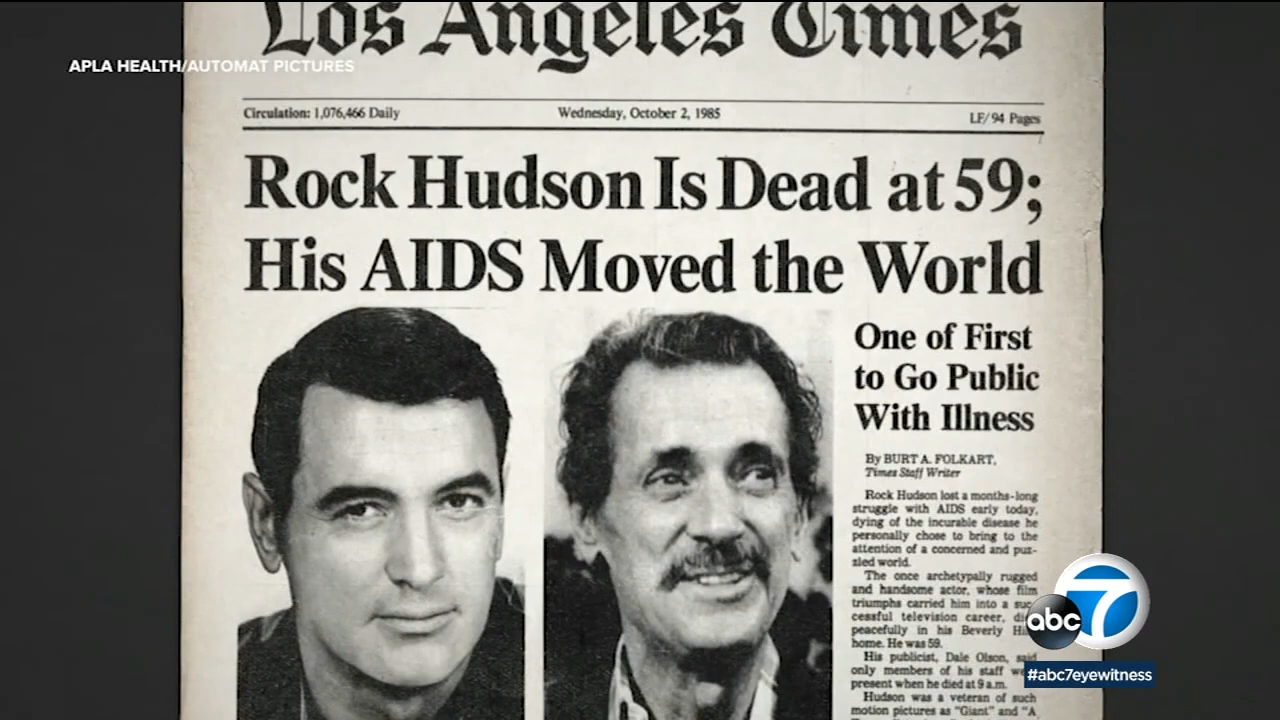 Los Angeles Times
APLA HEALTH/AUTOMAT PICTURES
Circulation: 1,076,466 Daily
Wednesday, October 2, 1985
LF/94 Pages
Rock Hudson Is Dead at 59;
His AIDS Moved the World
One of First
to Go Public
With Illness
By BURT A. FOLKART,
Times Staff Writer
Rock Hudson lost a months-long
struggle with AIDS early today,
dying of the incurable disease he
personally chose to bring to the
attention of a concerned and puz-
zled world.
The once archetypally rugged
and handsome actor, whose film
triumphs carried him into a suc
cessful television career, di
peacefully in his Beverly Hi
home. He was 59.
His publicist, Dale Olson, said
only members of his staff we
present when he died at 9 a.m.
Hudson was a veteran of such
motion pictures as "Giant" and "A
abc 7
#abc7eyewitness